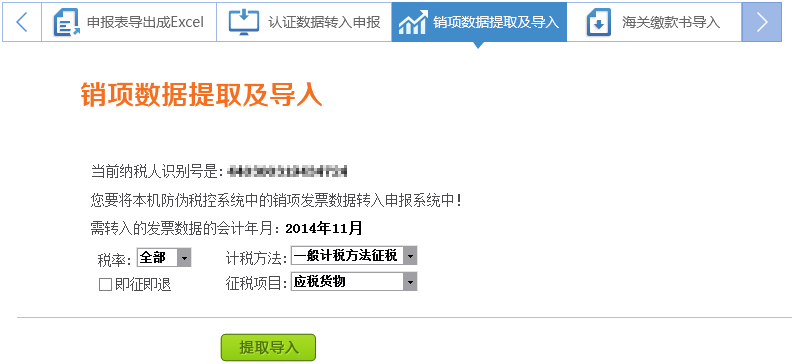 申报表导出成Excel 认证数据转入申报 销项数据提取及导入 海关缴款书导入
销项数据提取及导入
当前纳税人识别号是:
您要将本机防伪税控系统中的销项发票数据转入申报系统中!
需转入的发票数据的会计年月: 2014年11月
税率: 全部 计税方法: 一般计税方法征税
即征即退 征税项目: 应税货物
提取导入